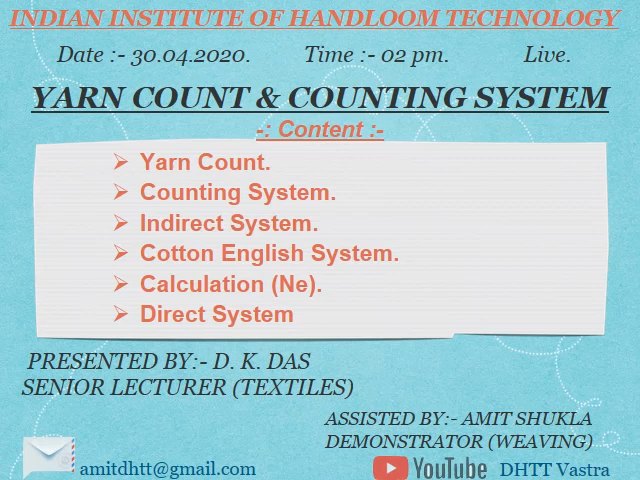 INDIAN INSTITUTE OF HANDLOOM TECHNOLOGY
Date :- 30.04.2020. Time :- 02 pm. Live.
YARN COUNT & COUNTING SYSTEM
-: Content :-
➢ Yarn Count.
➢ Counting System.
➢ Indirect System.
➢ Cotton English System.
➢ Calculation (Ne).
➢ Direct System
PRESENTED BY:- D. K. DAS
SENIOR LECTURER (TEXTILES)
ASSISTED BY:- AMIT SHUKLA
DEMONSTRATOR (WEAVING)
amitdhtt@gmail.com YouTube DHTT Vastra